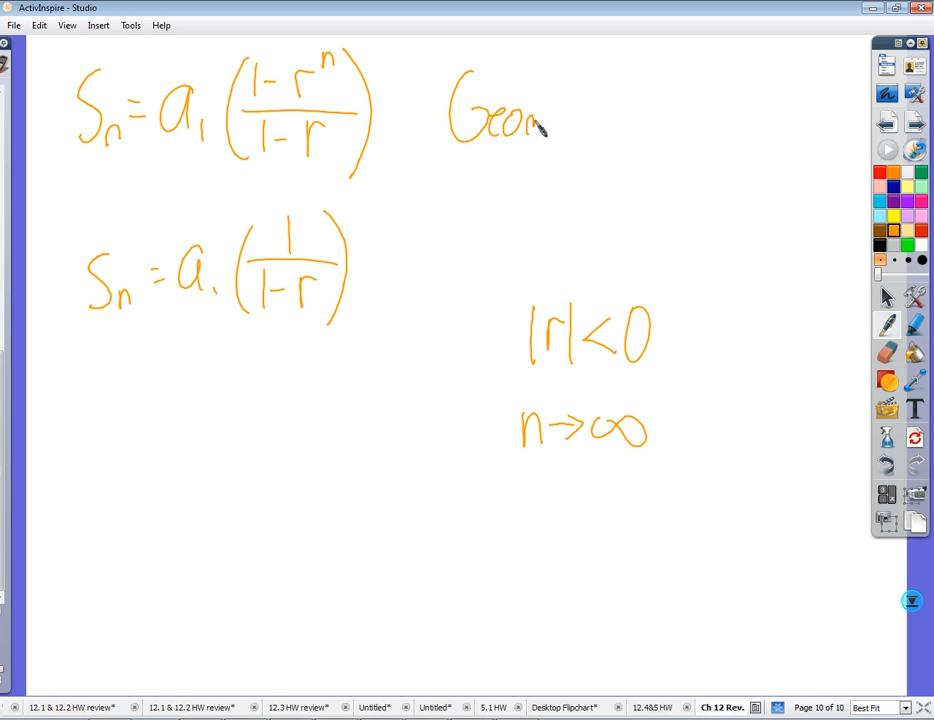 ActivInspire - Studio
File Edit View Insert Tools Help
Sₙ = a₁ ((1 - rⁿ)/(1 - r)) Geom
Sₙ = a₁ (1/(1 - r))
|r| < 0
n → ∞
12.1 & 12.2 HW review* 12.1 & 12.2 HW review* 12.3 HW review* Untitled* Untitled* 5.1 HW Desktop Flipchart* 12.4&5 HW Ch 12 Rev. Page 10 of 10 Best Fit